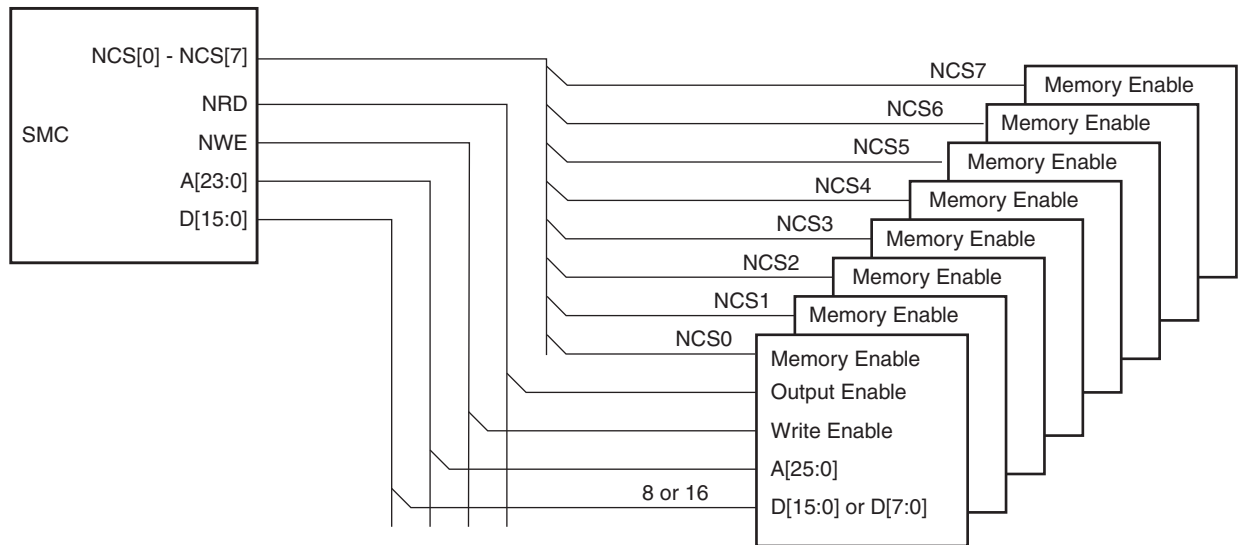 NCS[0] - NCS[7]
NRD
SMC
NWE
A[23:0]
D[15:0]
NCS7
Memory Enable
NCS6
Memory Enable
NCS5
Memory Enable
NCS4
Memory Enable
NCS3
Memory Enable
NCS2
Memory Enable
NCS1
Memory Enable
NCS0
Memory Enable
Output Enable
Write Enable
A[25:0]
8 or 16
D[15:0] or D[7:0]